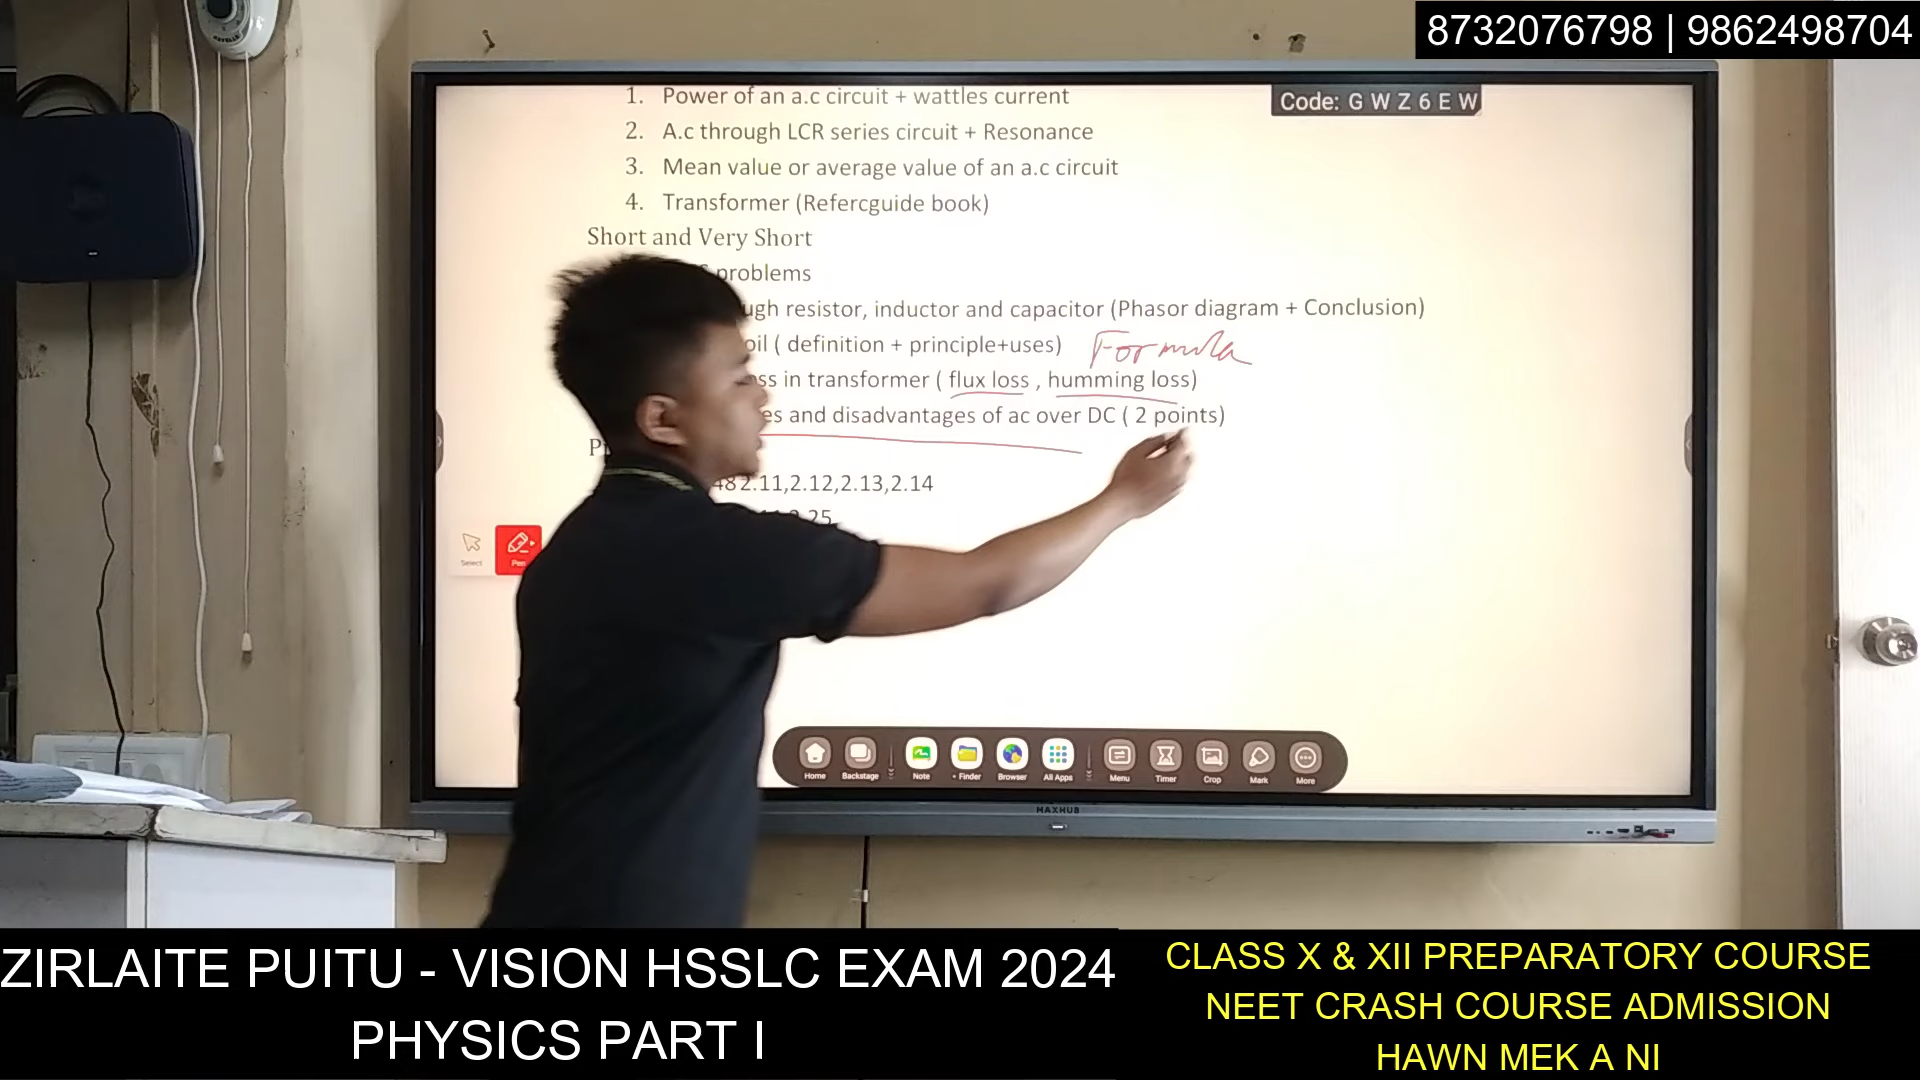 8732076798 | 9862498704
Code: G W Z 6 E W
1. Power of an a.c circuit + wattles current
2. A.c through LCR series circuit + Resonance
3. Mean value or average value of an a.c circuit
4. Transformer (Refercguide book)
Short and Very Short
problems
ugh resistor, inductor and capacitor (Phasor diagram + Conclusion)
oil ( definition + principle+uses) Formula
ss in transformer ( flux loss , humming loss)
es and disadvantages of ac over DC ( 2 points)
P
482.11,2.12,2.13,2.14
2.25
Select
Pen
Home Backstage Note Finder Browser All Apps Menu Timer Crop Mark More
MAXHUB
ZIRLAITE PUITU - VISION HSSLC EXAM 2024
PHYSICS PART I
CLASS X & XII PREPARATORY COURSE
NEET CRASH COURSE ADMISSION
HAWN MEK A NI